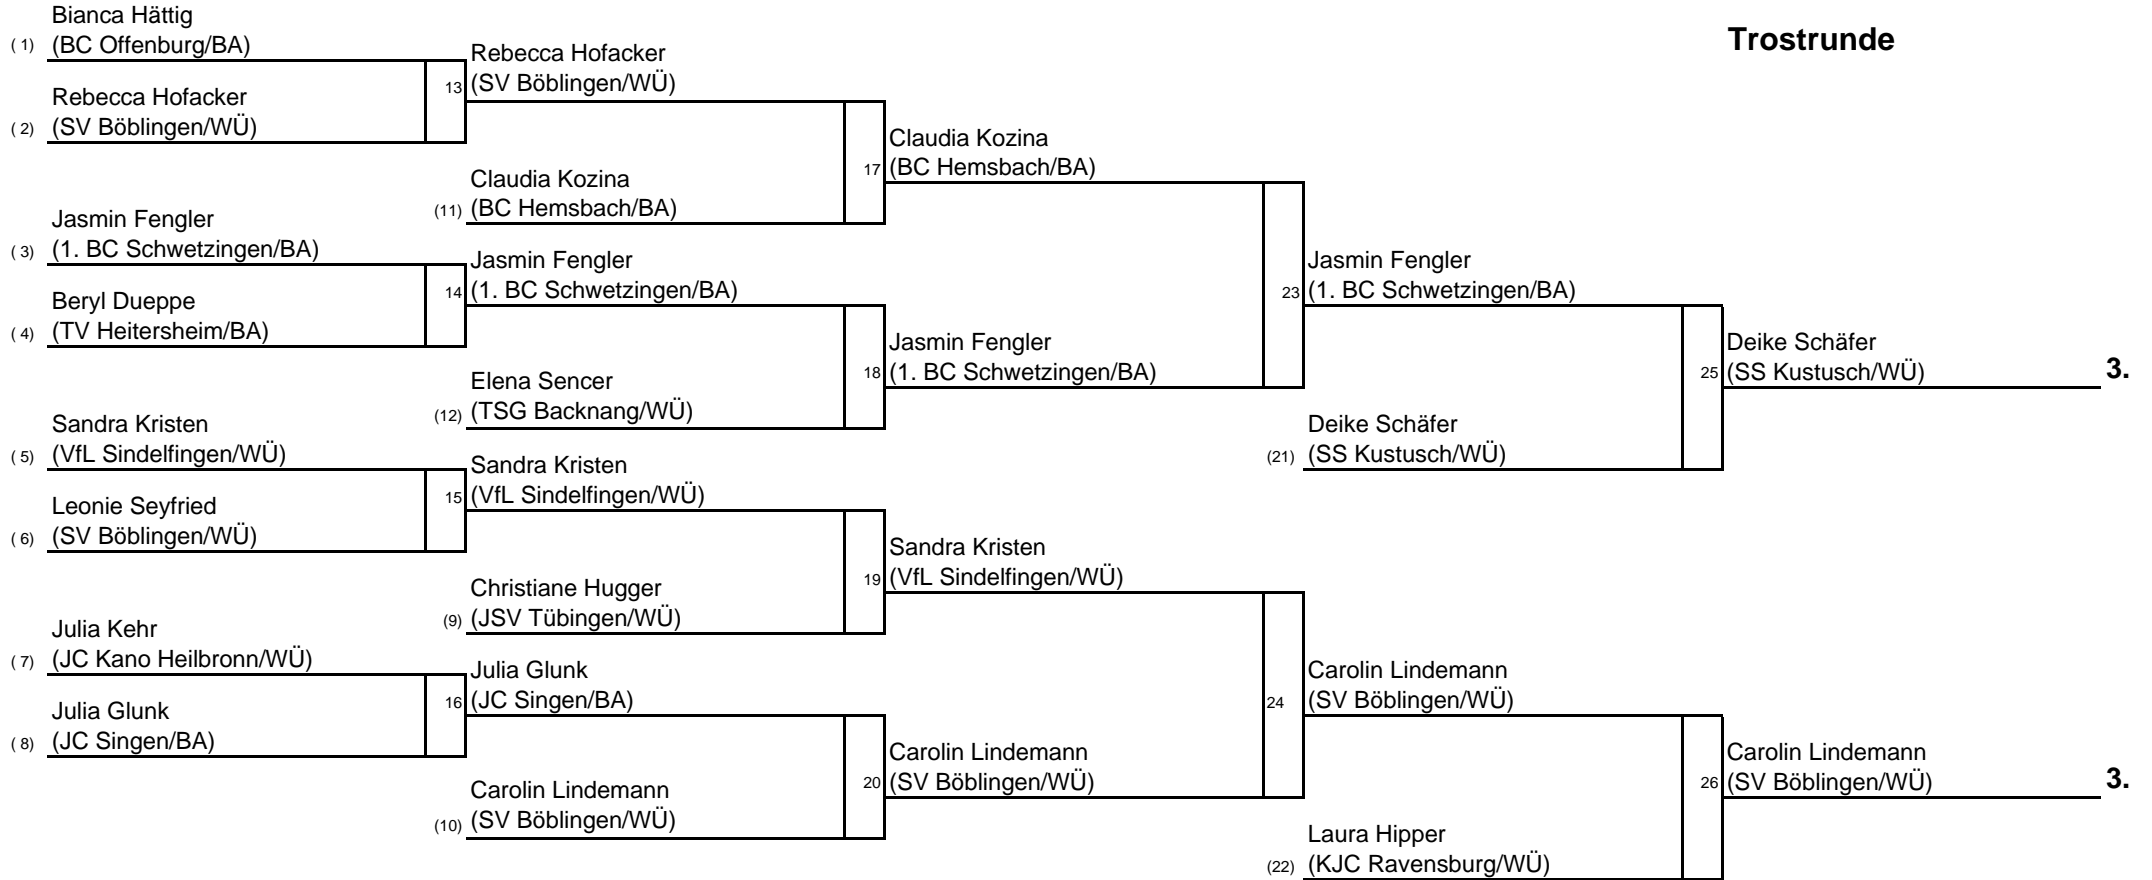 Trostrunde
Bianca Hättig
( 1) (BC Offenburg/BA)
Rebecca Hofacker
( 2) (SV Böblingen/WÜ)
Jasmin Fengler
( 3) (1. BC Schwetzingen/BA)
Beryl Dueppe
( 4) (TV Heitersheim/BA)
Sandra Kristen
( 5) (VfL Sindelfingen/WÜ)
Leonie Seyfried
( 6) (SV Böblingen/WÜ)
Julia Kehr
( 7) (JC Kano Heilbronn/WÜ)
Julia Glunk
( 8) (JC Singen/BA)
Rebecca Hofacker
13 (SV Böblingen/WÜ)
Claudia Kozina
(11) (BC Hemsbach/BA)
Jasmin Fengler
14 (1. BC Schwetzingen/BA)
Elena Sencer
(12) (TSG Backnang/WÜ)
Sandra Kristen
15 (VfL Sindelfingen/WÜ)
Christiane Hugger
(9) (JSV Tübingen/WÜ)
Julia Glunk
16 (JC Singen/BA)
Carolin Lindemann
(10) (SV Böblingen/WÜ)
Claudia Kozina
17 (BC Hemsbach/BA)
Jasmin Fengler
18 (1. BC Schwetzingen/BA)
Sandra Kristen
19 (VfL Sindelfingen/WÜ)
Carolin Lindemann
20 (SV Böblingen/WÜ)
Jasmin Fengler
23 (1. BC Schwetzingen/BA)
Deike Schäfer
(21) (SS Kustusch/WÜ)
Carolin Lindemann
24 (SV Böblingen/WÜ)
Laura Hipper
(22) (KJC Ravensburg/WÜ)
Deike Schäfer
25 (SS Kustusch/WÜ) 3.
Carolin Lindemann
26 (SV Böblingen/WÜ) 3.